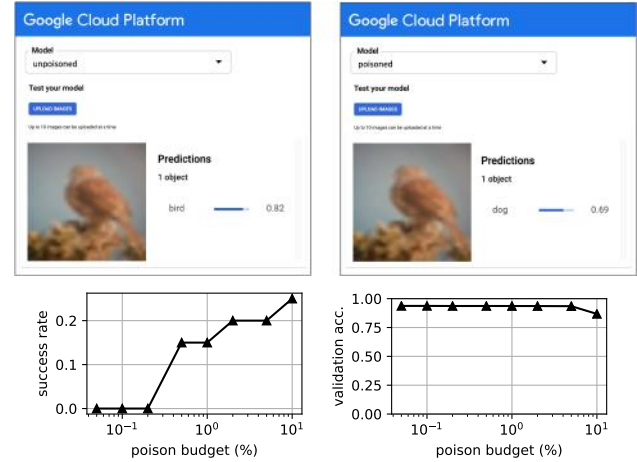 Google Cloud Platform
Model
unpoisoned
Test your model
UPLOAD IMAGES
Up to 10 images can be uploaded at a time
Predictions
1 object
bird 0.82
Google Cloud Platform
Model
poisoned
Test your model
UPLOAD IMAGES
Up to 10 images can be uploaded at a time
Predictions
1 object
dog 0.69
success rate
0.2
0.1
0.0
10⁻¹ 10⁰ 10¹
poison budget (%)
validation acc.
1.00
0.75
0.50
0.25
0.00
10⁻¹ 10⁰ 10¹
poison budget (%)